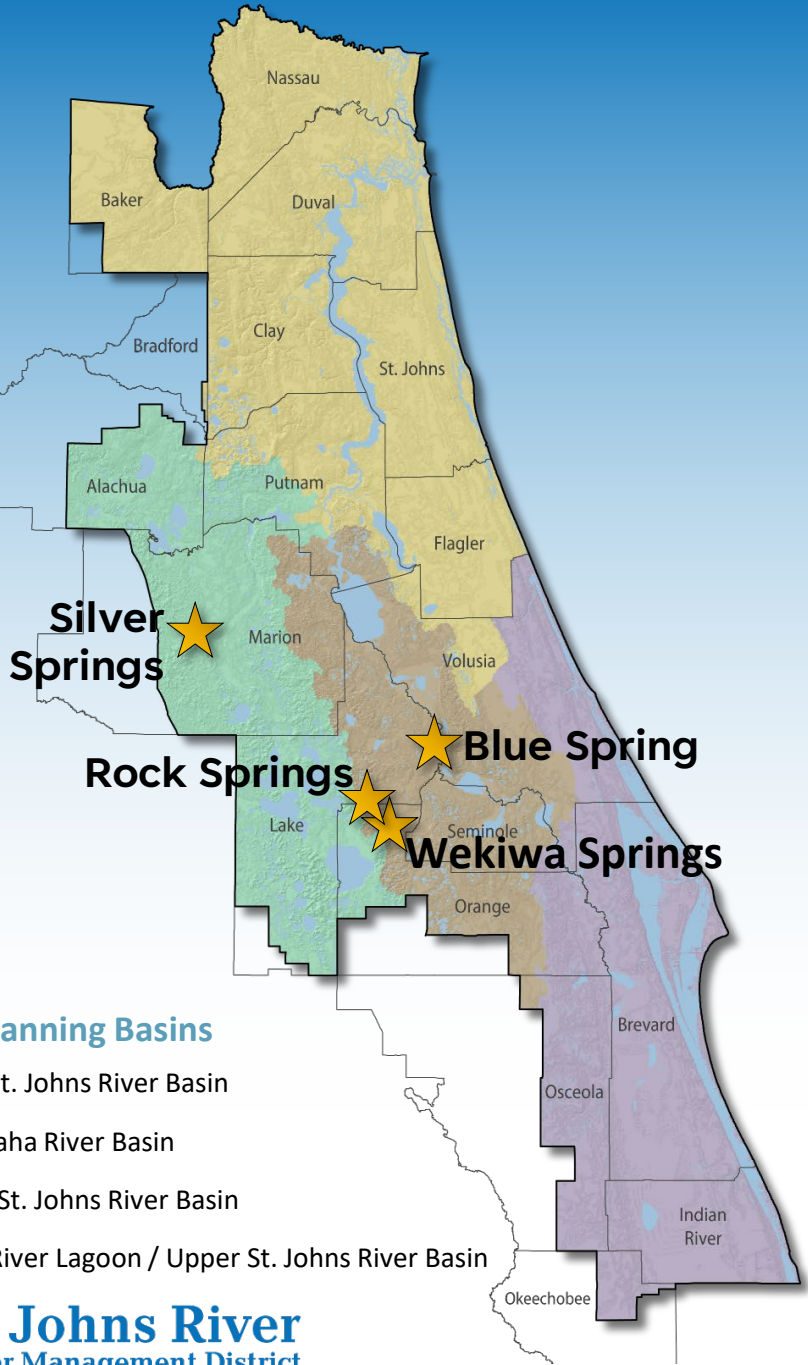 Nassau
Baker
Duval
Bradford
Clay
St. Johns
Alachua
Putnam
Flagler
Silver
Springs
Marion
Volusia
Blue Spring
Rock Springs
Lake
Seminole
Wekiwa Springs
Orange
anning Basins
t. Johns River Basin
aha River Basin
St. Johns River Basin
River Lagoon / Upper St. Johns River Basin
Brevard
Osceola
Indian
River
Okeechobee
Johns River
r Management District